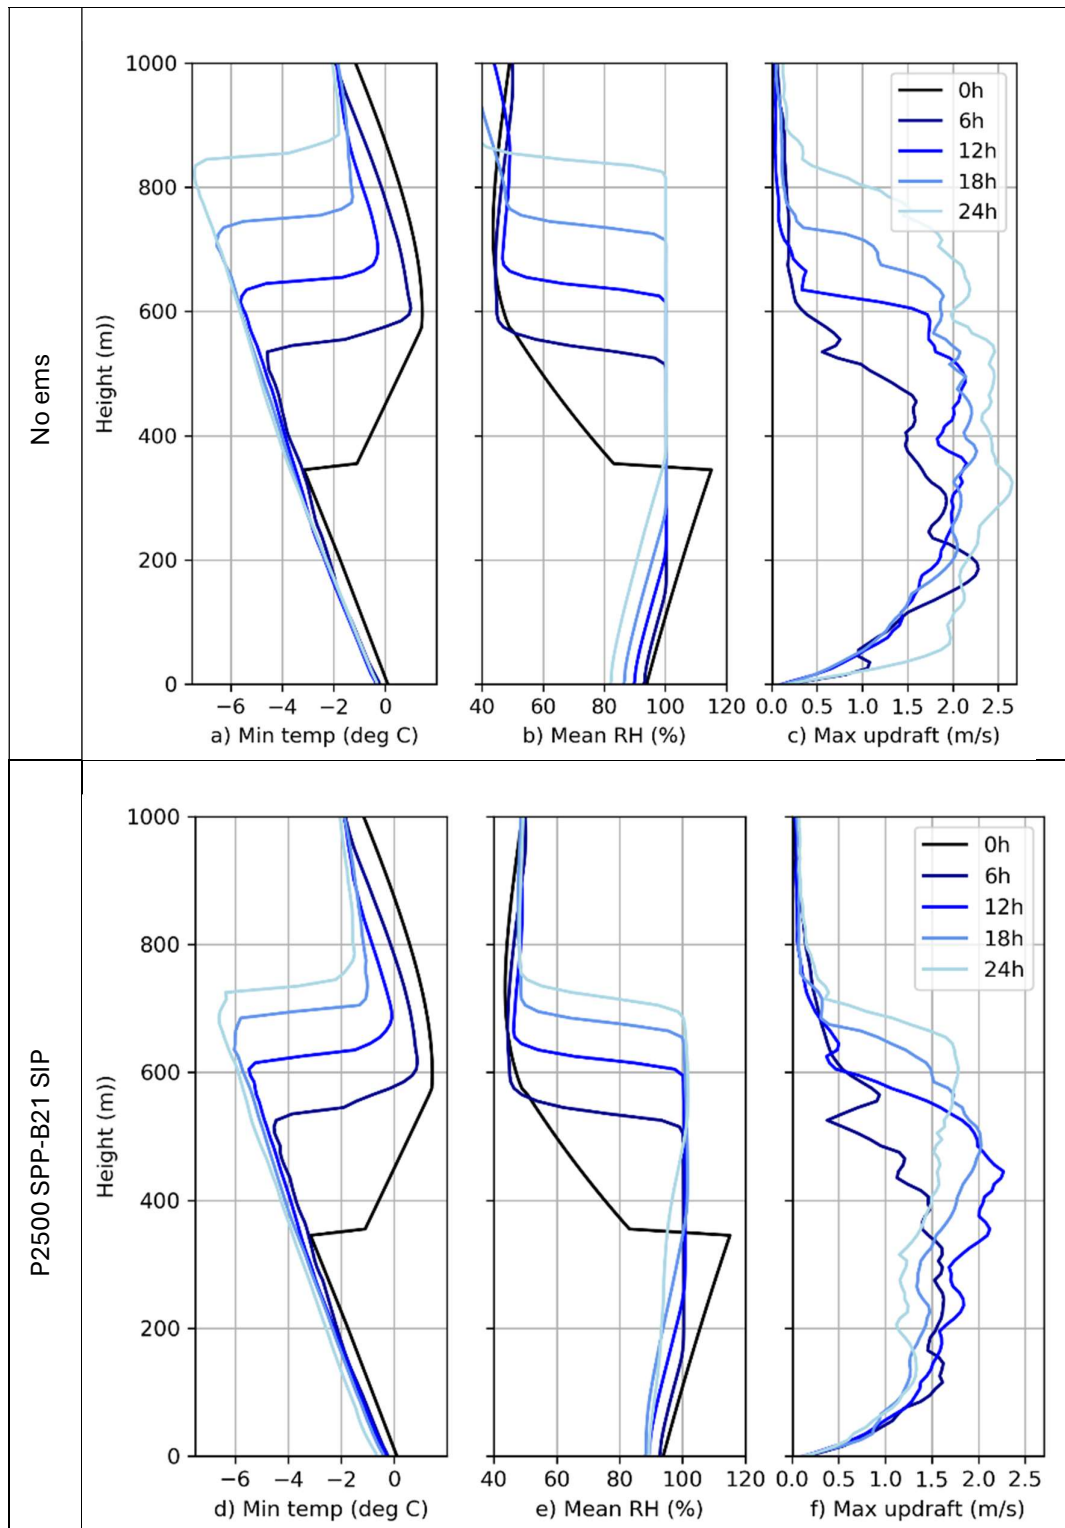 No ems
1000
800
600
400
200
0
Height (m))
−6 −4 −2 0
a) Min temp (deg C)
40 60 80 100 120
b) Mean RH (%)
0.0 0.5 1.0 1.5 2.0 2.5
c) Max updraft (m/s)
0h
6h
12h
18h
24h
P2500 SPP-B21 SIP
1000
800
600
400
200
0
Height (m))
−6 −4 −2 0
d) Min temp (deg C)
40 60 80 100 120
e) Mean RH (%)
0.0 0.5 1.0 1.5 2.0 2.5
f) Max updraft (m/s)
0h
6h
12h
18h
24h